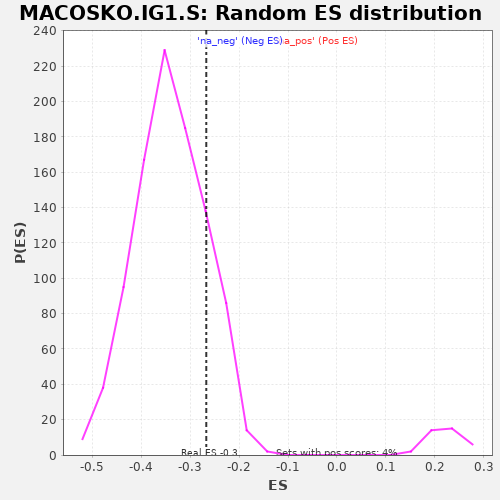 MACOSKO.IG1.S: Random ES distribution
240
'na_neg' (Neg ES)
a_pos' (Pos ES)
220
200
180
160
140
120
100
80
60
40
20
0
P(ES)
Real ES -0.3
Sets with pos scores: 4%
-0.5 -0.4 -0.3 -0.2 -0.1 0.0 0.1 0.2 0.3
ES